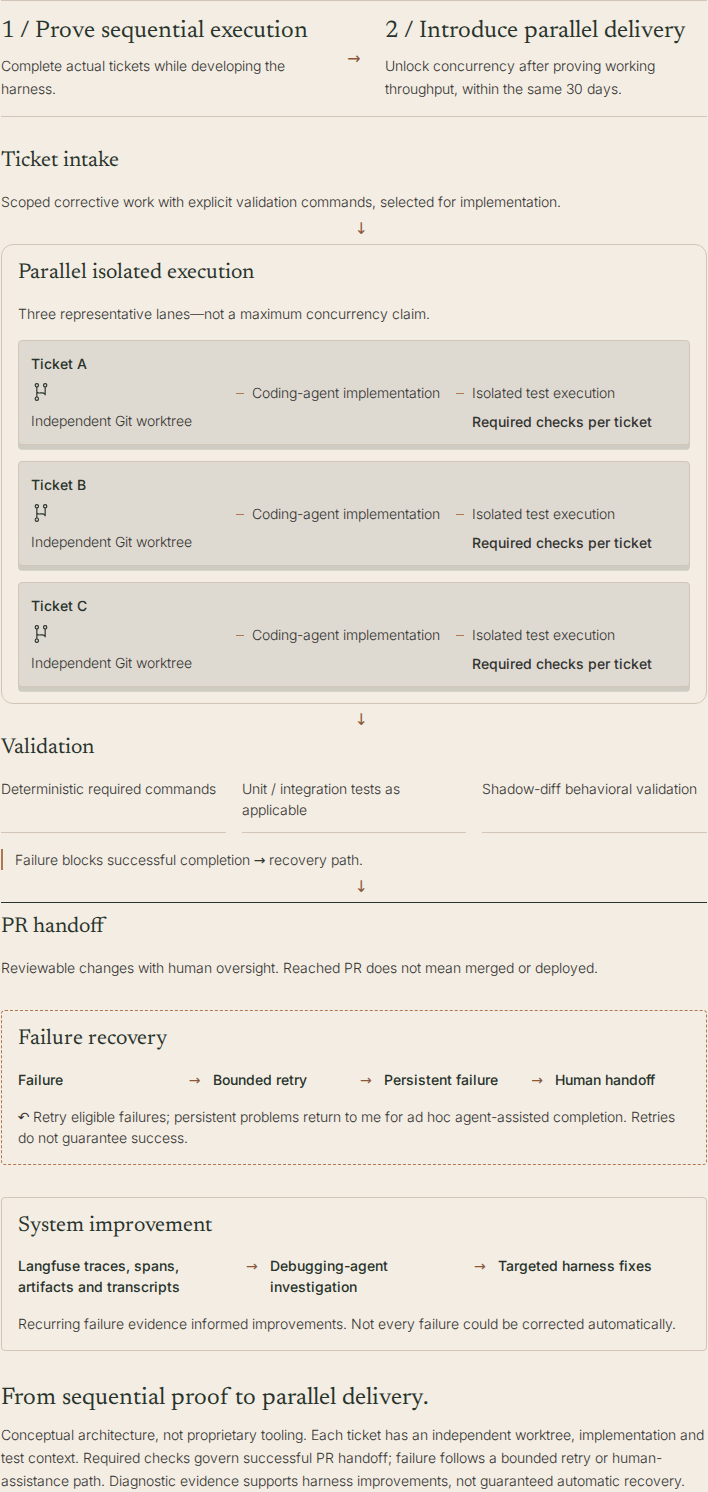 1 / Prove sequential execution
Complete actual tickets while developing the
harness.
→
2 / Introduce parallel delivery
Unlock concurrency after proving working
throughput, within the same 30 days.
Ticket intake
Scoped corrective work with explicit validation commands, selected for implementation.
↓
Parallel isolated execution
Three representative lanes—not a maximum concurrency claim.
Ticket A
– Coding-agent implementation – Isolated test execution
Independent Git worktree
Required checks per ticket
Ticket B
– Coding-agent implementation – Isolated test execution
Independent Git worktree
Required checks per ticket
Ticket C
– Coding-agent implementation – Isolated test execution
Independent Git worktree
Required checks per ticket
↓
Validation
Deterministic required commands
Unit / integration tests as
applicable
Shadow-diff behavioral validation
Failure blocks successful completion → recovery path.
↓
PR handoff
Reviewable changes with human oversight. Reached PR does not mean merged or deployed.
Failure recovery
Failure → Bounded retry → Persistent failure → Human handoff
↶ Retry eligible failures; persistent problems return to me for ad hoc agent-assisted completion. Retries
do not guarantee success.
System improvement
Langfuse traces, spans,
artifacts and transcripts
→ Debugging-agent
investigation
→ Targeted harness fixes
Recurring failure evidence informed improvements. Not every failure could be corrected automatically.
From sequential proof to parallel delivery.
Conceptual architecture, not proprietary tooling. Each ticket has an independent worktree, implementation and
test context. Required checks govern successful PR handoff; failure follows a bounded retry or human-
assistance path. Diagnostic evidence supports harness improvements, not guaranteed automatic recovery.